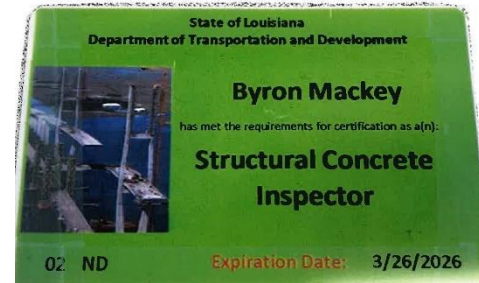 State of Louisiana
Department of Transportation and Development
Byron Mackey
has met the requirements for certification as a(n):
Structural Concrete
Inspector
02 ND Expiration Date: 3/26/2026